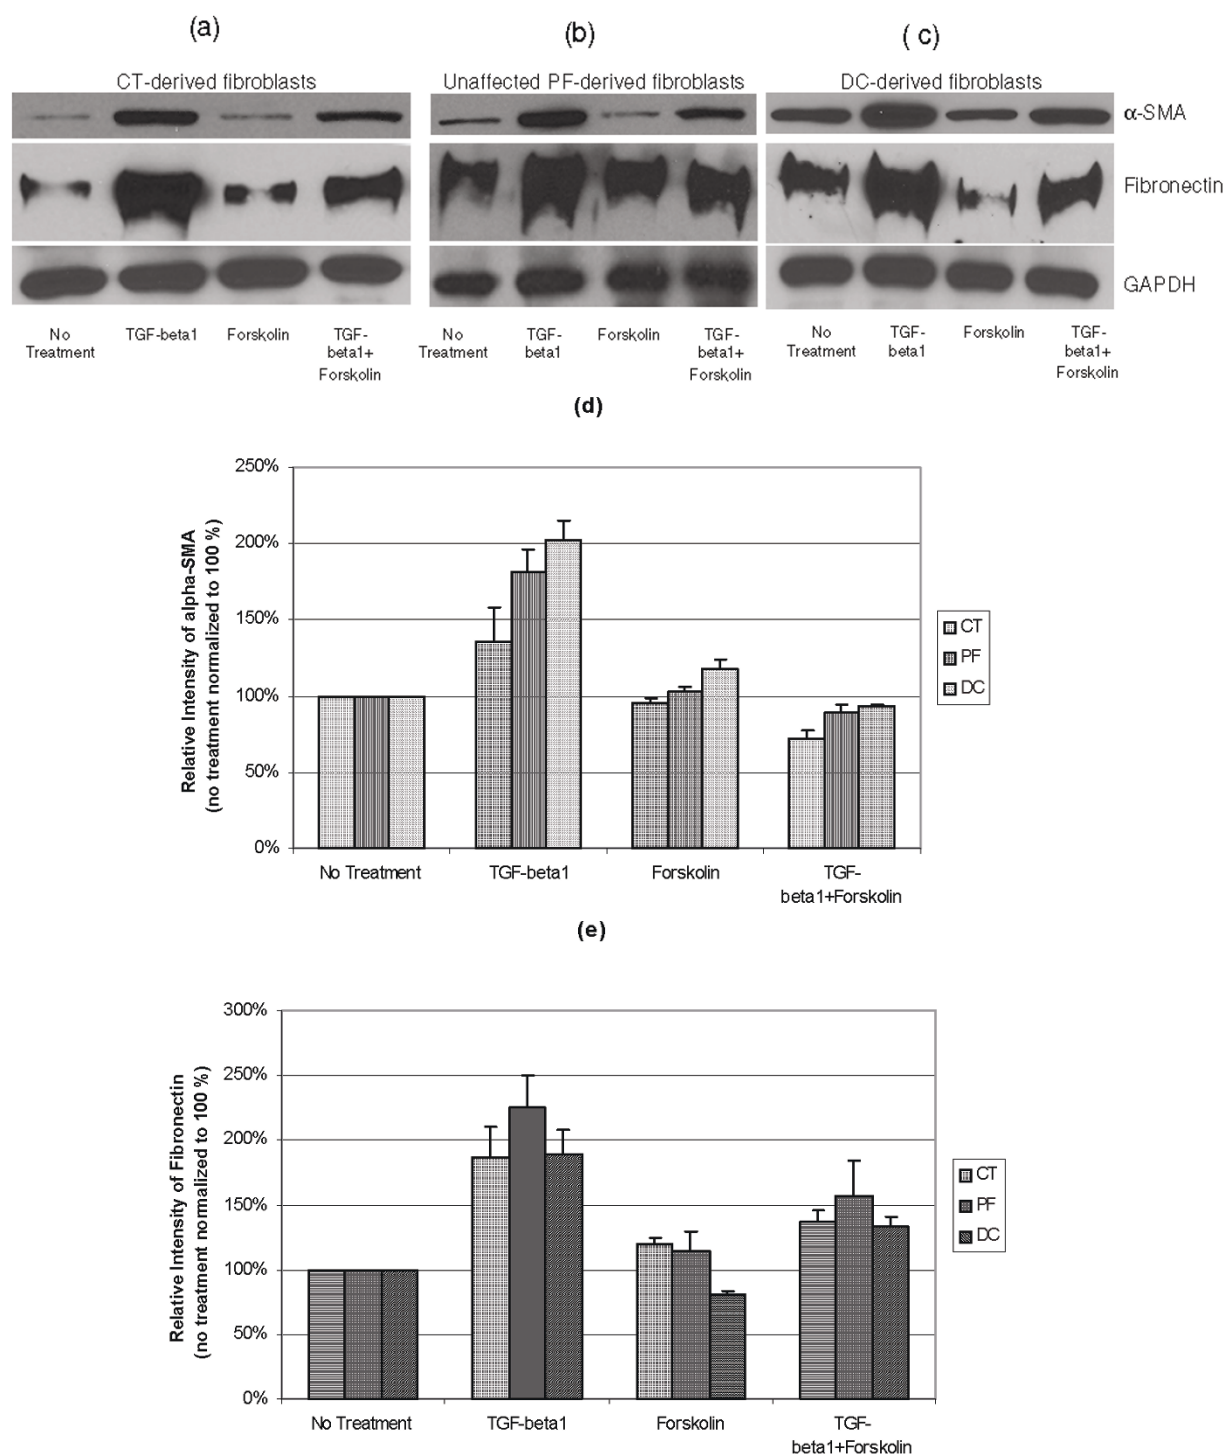 (a)
(b)
( c)
CT-derived fibroblasts
Unaffected PF-derived fibroblasts
DC-derived fibroblasts
α-SMA
Fibronectin
GAPDH
No
Treatment
TGF-beta1
Forskolin
TGF-
beta1+
Forskolin
No
Treatment
TGF-
beta1
Forskolin
TGF-
beta1+
Forskolin
No
Treatment
TGF-
beta1
Forskolin
TGF-
beta1+
Forskolin
(d)
Relative Intensity of alpha-SMA
(no treatment normalized to 100 %)
250%
200%
150%
100%
50%
0%
No Treatment
TGF-beta1
Forskolin
TGF-
beta1+Forskolin
CT
PF
DC
(e)
Relative Intensity of Fibronectin
(no treatment normalized to 100 %)
300%
250%
200%
150%
100%
50%
0%
No Treatment
TGF-beta1
Forskolin
TGF-
beta1+Forskolin
CT
PF
DC